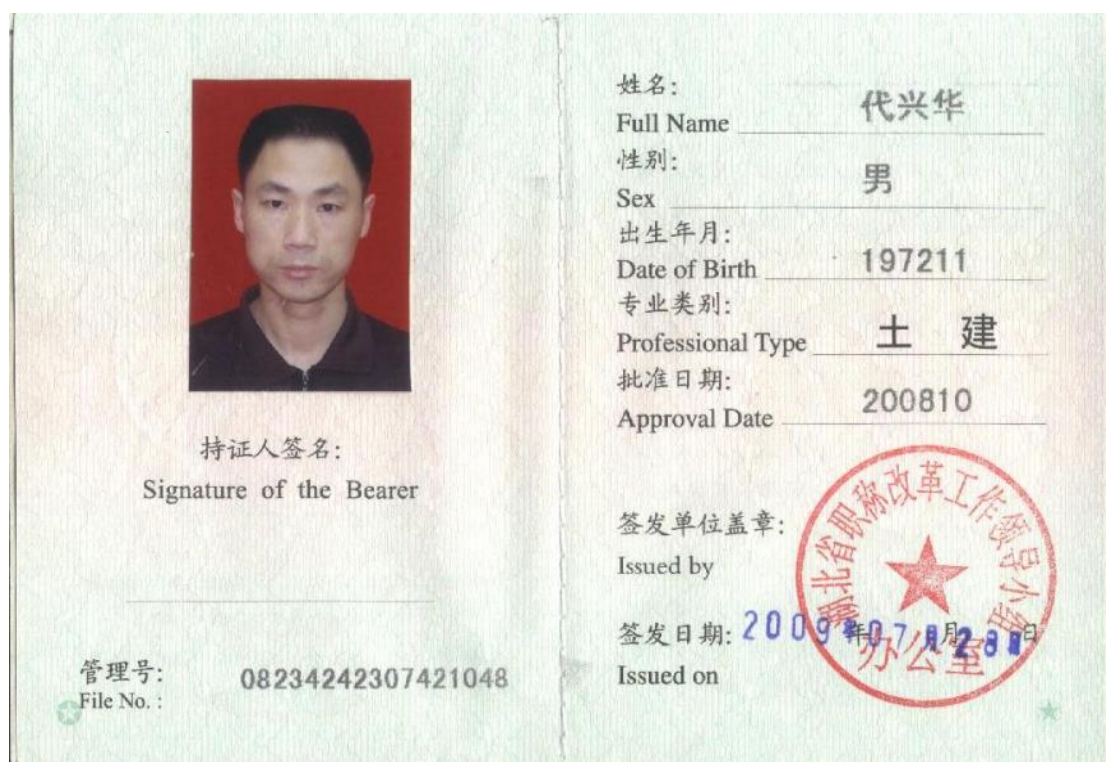 持证人签名:
Signature of the Bearer
管理号:
File No. :
08234242307421048
姓名:
Full Name
代兴华
性别:
Sex
男
出生年月:
Date of Birth
197211
专业类别:
Professional Type
土 建
批准日期:
Approval Date
200810
签发单位盖章:
Issued by
湖北省职称改革工作领导小组
办公室
签发日期: 2009年07月28日
Issued on